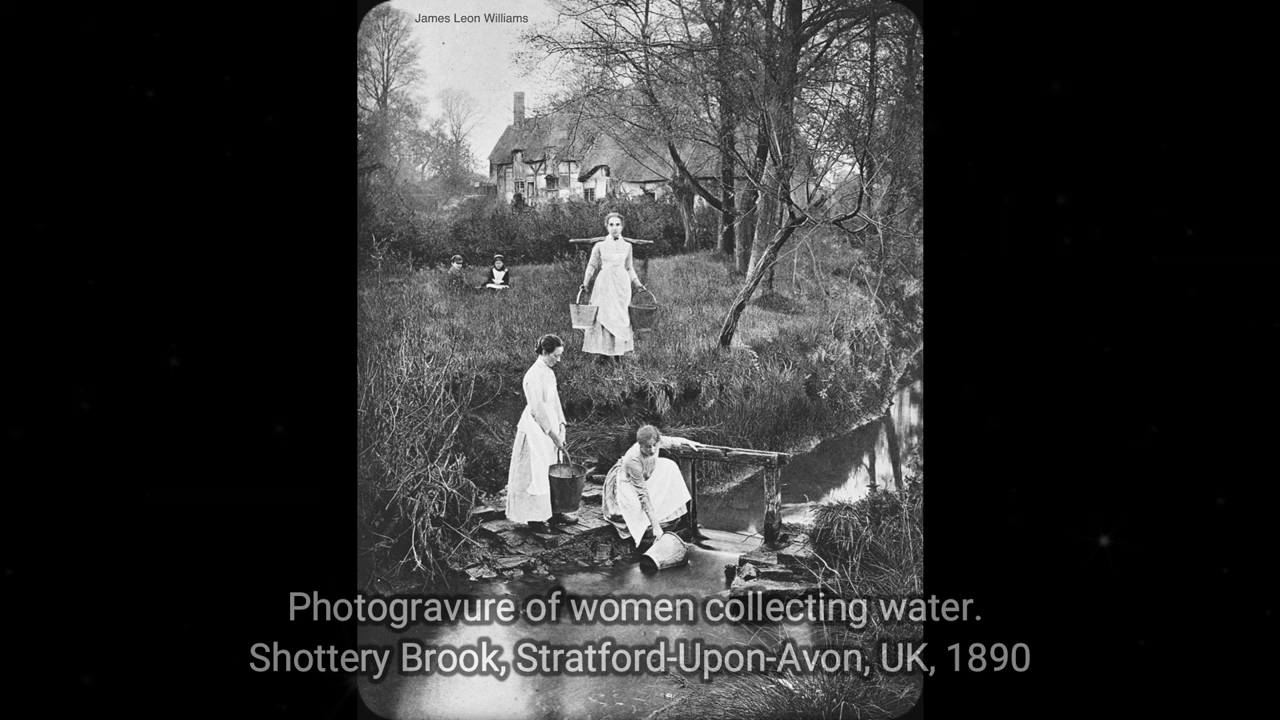 James Leon Williams
Photogravure of women collecting water.
Shottery Brook, Stratford-Upon-Avon, UK, 1890